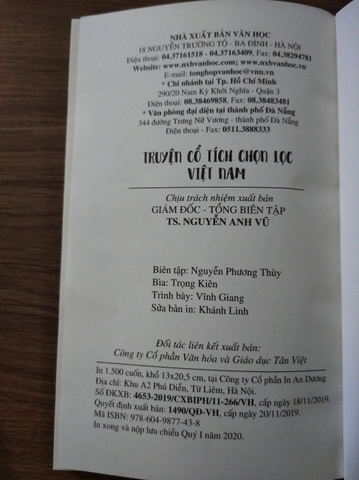 NHÀ XUẤT BẢN VĂN HỌC
18 NGUYỄN TRƯỜNG TỘ - BA ĐÌNH - HÀ NỘI
Điện thoại: 04.37161518 - 04.37163409, Fax: 04.38294781
Website: www.nxbvanhoc.com; www.nxbvanhoc.vn
E-mail: tonghopvanhoc@vnn.vn
* Chi nhánh tại Tp. Hồ Chí Minh
290/20 Nam Kỳ Khởi Nghĩa - Quận 3
Điện thoại: 08.38469858, Fax: 08.38483481
* Văn phòng đại diện tại thành phố Đà Nẵng
344 đường Trưng Nữ Vương - thành phố Đà Nẵng
Điện thoại - Fax: 0511.3888333
TRUYỆN CỔ TÍCH CHỌN LỌC
VIỆT NAM
Chịu trách nhiệm xuất bản
GIÁM ĐỐC - TỔNG BIÊN TẬP
TS. NGUYỄN ANH VŨ
Biên tập: Nguyễn Phương Thùy
Bìa: Trọng Kiên
Trình bày: Vĩnh Giang
Sửa bản in: Khánh Linh
Đối tác liên kết xuất bản:
Công ty Cổ phần Văn hóa và Giáo dục Tân Việt
In 1.500 cuốn, khổ 13x20,5 cm, tại Công ty Cổ phần In An Dương
Địa chỉ: Khu A2 Phú Diễn, Từ Liêm, Hà Nội.
Số ĐKXB: 4653-2019/CXBIPH/11-266/VH, cấp ngày 18/11/2019.
Quyết định xuất bản: 1490/QĐ-VH, cấp ngày 20/11/2019.
Mã ISBN: 978-604-9877-43-8
In xong và nộp lưu chiểu Quý I năm 2020.